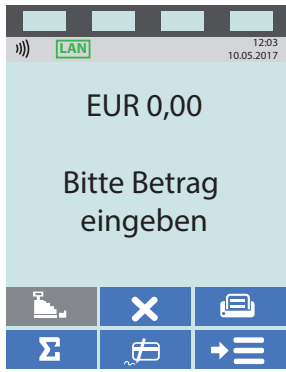 LAN
12:03
10.05.2017
EUR 0,00
Bitte Betrag
eingeben
Σ